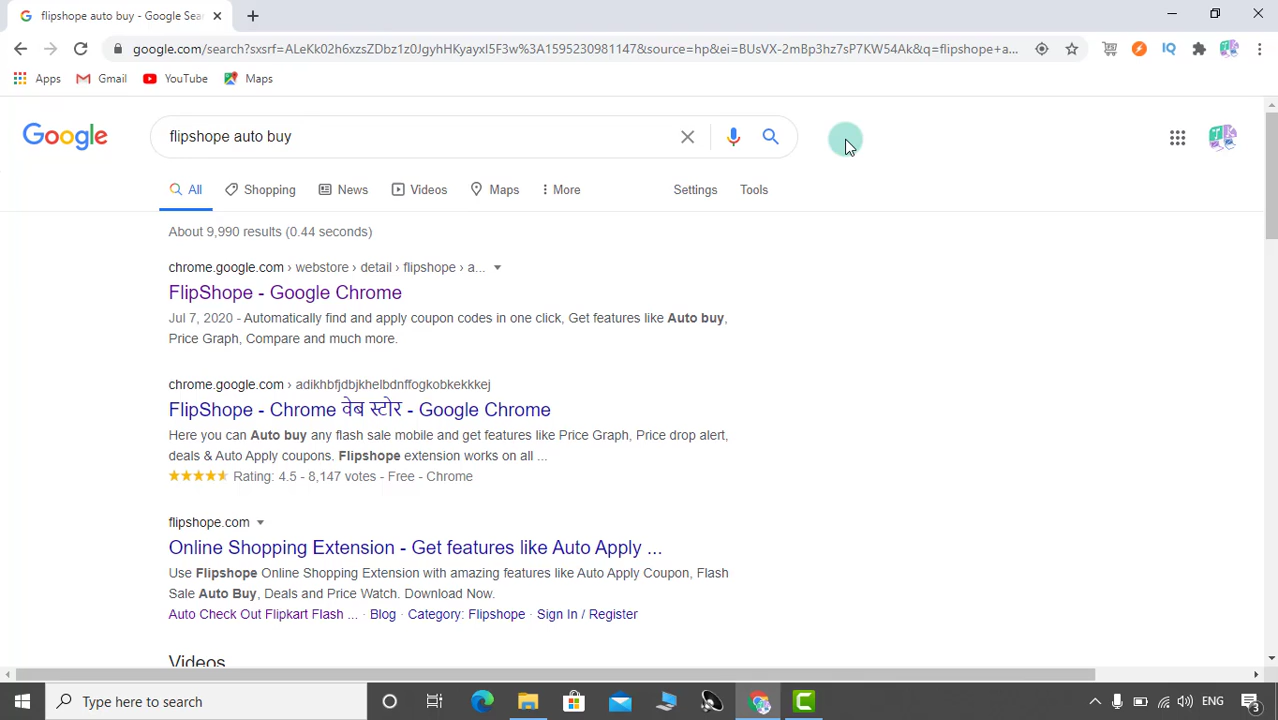 flipshope auto buy - Google Sea
google.com/search?sxsrf=ALeKk02h6xzsZDbz1z0JgyhHKyayxI5F3w%3A1595230981147&source=hp&ei=BUsVX-2mBp3hz7sP7KW54Ak&q=flipshope+a...
IQ
Apps Gmail YouTube Maps
Google
flipshope auto buy
All Shopping News Videos Maps More Settings Tools
About 9,990 results (0.44 seconds)
chrome.google.com › webstore › detail › flipshope › a...
FlipShope - Google Chrome
Jul 7, 2020 - Automatically find and apply coupon codes in one click, Get features like Auto buy,
Price Graph, Compare and much more.
chrome.google.com › adikhbfjdbjkhelbdnffogkobkekkkej
FlipShope - Chrome वेब स्टोर - Google Chrome
Here you can Auto buy any flash sale mobile and get features like Price Graph, Price drop alert,
deals & Auto Apply coupons. Flipshope extension works on all ...
Rating: 4.5 - 8,147 votes - Free - Chrome
flipshope.com
Online Shopping Extension - Get features like Auto Apply ...
Use Flipshope Online Shopping Extension with amazing features like Auto Apply Coupon, Flash
Sale Auto Buy, Deals and Price Watch. Download Now.
Auto Check Out Flipkart Flash ... · Blog · Category: Flipshope · Sign In / Register
Videos
Type here to search
ENG
3